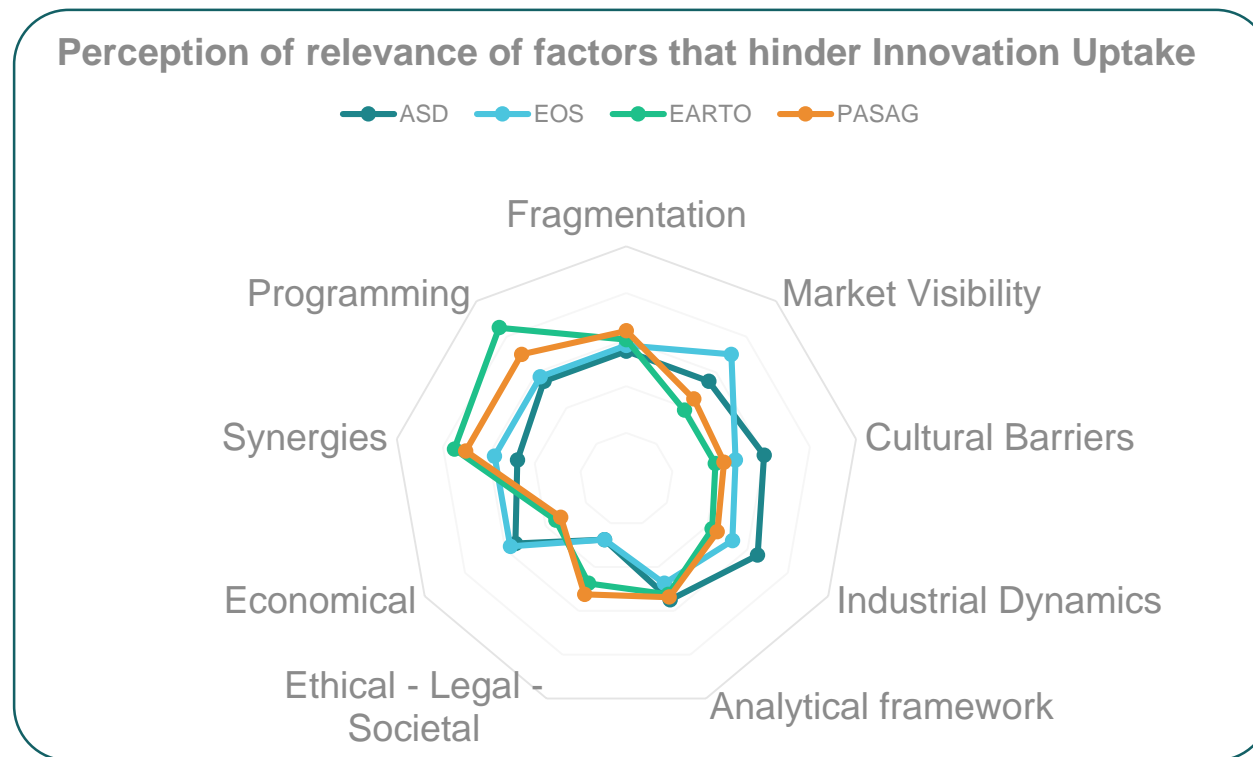 Perception of relevance of factors that hinder Innovation Uptake
ASD EOS EARTO PASAG
Fragmentation
Programming
Market Visibility
Synergies
Cultural Barriers
Economical
Industrial Dynamics
Ethical - Legal -
Societal
Analytical framework